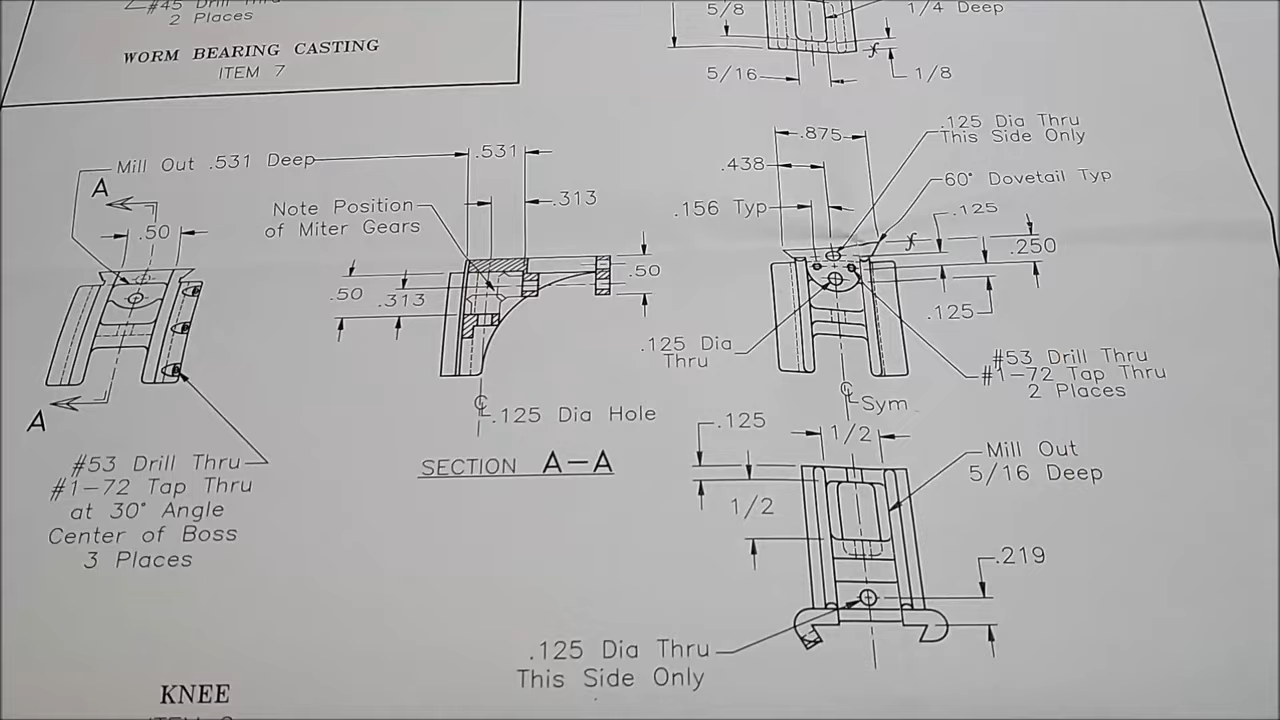 #45 Drill Thru
2 Places
WORM BEARING CASTING
ITEM 7
5/8
1/4 Deep
f
5/16
1/8
.875
.125 Dia Thru
This Side Only
.438
60° Dovetail Typ
.156 Typ
.125
f
.250
.125
.125 Dia
Thru
#53 Drill Thru
#1-72 Tap Thru
2 Places
℄ Sym
Mill Out .531 Deep
.531
A
Note Position
of Miter Gears
.313
.50
.50
.50
.313
℄ .125 Dia Hole
A
SECTION A-A
#53 Drill Thru
#1-72 Tap Thru
at 30° Angle
Center of Boss
3 Places
.125
1/2
Mill Out
5/16 Deep
1/2
.219
.125 Dia Thru
This Side Only
KNEE
ITEM